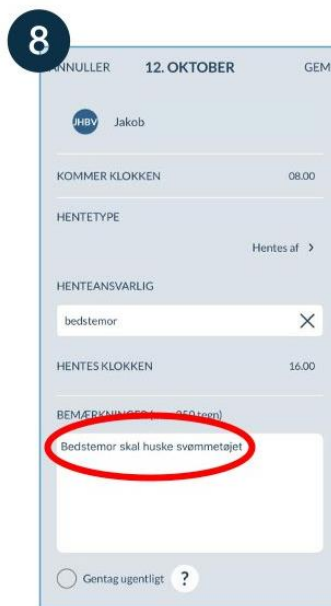 8
ANNULLER 12. OKTOBER GEM
JHBV Jakob
KOMMER KLOKKEN 08.00
HENTETYPE
Hentes af >
HENTEANSVARLIG
bedstemor
HENTES KLOKKEN 16.00
BEMÆRKNINGER 250 tegn)
Bedstemor skal huske svømmetøjet
Gentag ugentligt ?